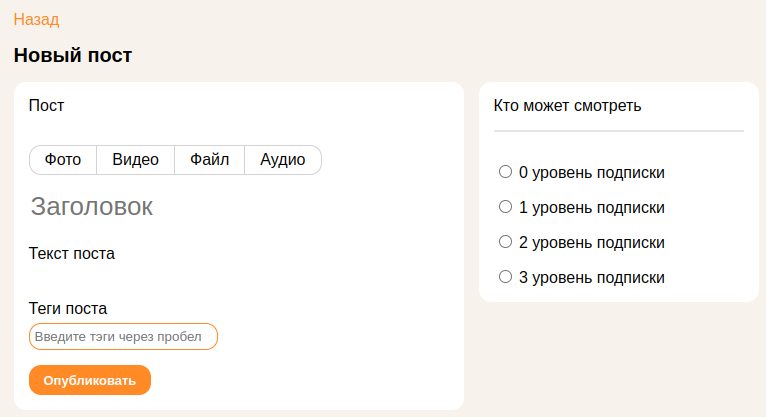 Назад
Новый пост
Пост
Фото Видео Файл Аудио
Заголовок
Текст поста
Теги поста
Введите тэги через пробел
Опубликовать
Кто может смотреть
0 уровень подписки
1 уровень подписки
2 уровень подписки
3 уровень подписки